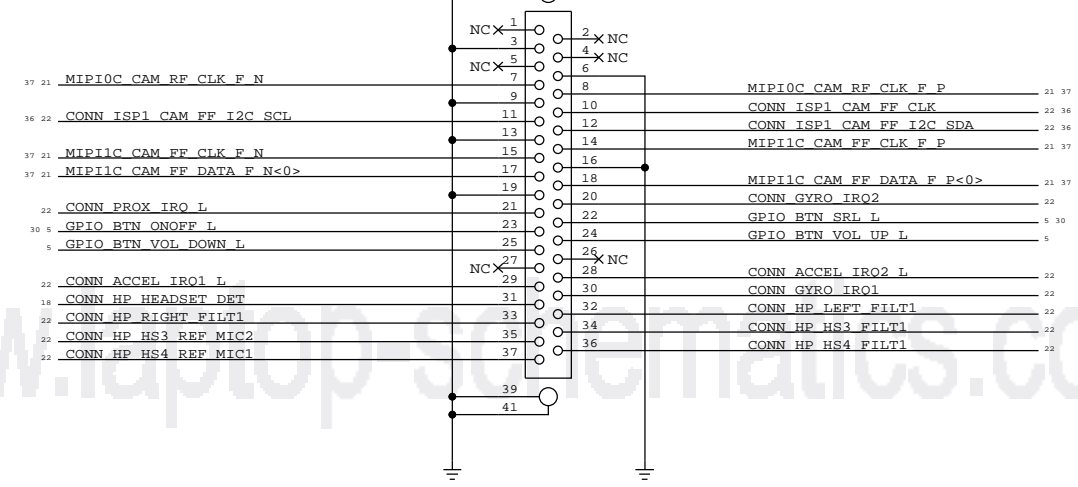 NC 1
2 NC
3
4 NC
NC 5
6
37 21 MIPI0C_CAM_RF_CLK_F_N 7
8 MIPI0C_CAM_RF_CLK_F_P 21 37
9
10 CONN_ISP1_CAM_FF_CLK 22 36
36 22 CONN_ISP1_CAM_FF_I2C_SCL 11
12 CONN_ISP1_CAM_FF_I2C_SDA 22 36
13
14 MIPI1C_CAM_FF_CLK_F_P 21 37
37 21 MIPI1C_CAM_FF_CLK_F_N 15
16
37 21 MIPI1C_CAM_FF_DATA_F_N<0> 17
18 MIPI1C_CAM_FF_DATA_F_P<0> 21 37
19
20 CONN_GYRO_IRQ2 22
22 CONN_PROX_IRQ_L 21
22 GPIO_BTN_SRL_L 5 30
30 5 GPIO_BTN_ONOFF_L 23
24 GPIO_BTN_VOL_UP_L 5
5 GPIO_BTN_VOL_DOWN_L 25
26 NC
NC 27
28 CONN_ACCEL_IRQ2_L 22
22 CONN_ACCEL_IRQ1_L 29
30 CONN_GYRO_IRQ1 22
18 CONN_HP_HEADSET_DET 31
32 CONN_HP_LEFT_FILT1 22
22 CONN_HP_RIGHT_FILT1 33
34 CONN_HP_HS3_FILT1 22
22 CONN_HP_HS3_REF_MIC2 35
36 CONN_HP_HS4_FILT1 22
22 CONN_HP_HS4_REF_MIC1 37
39
41
w.laptop-schematics.co